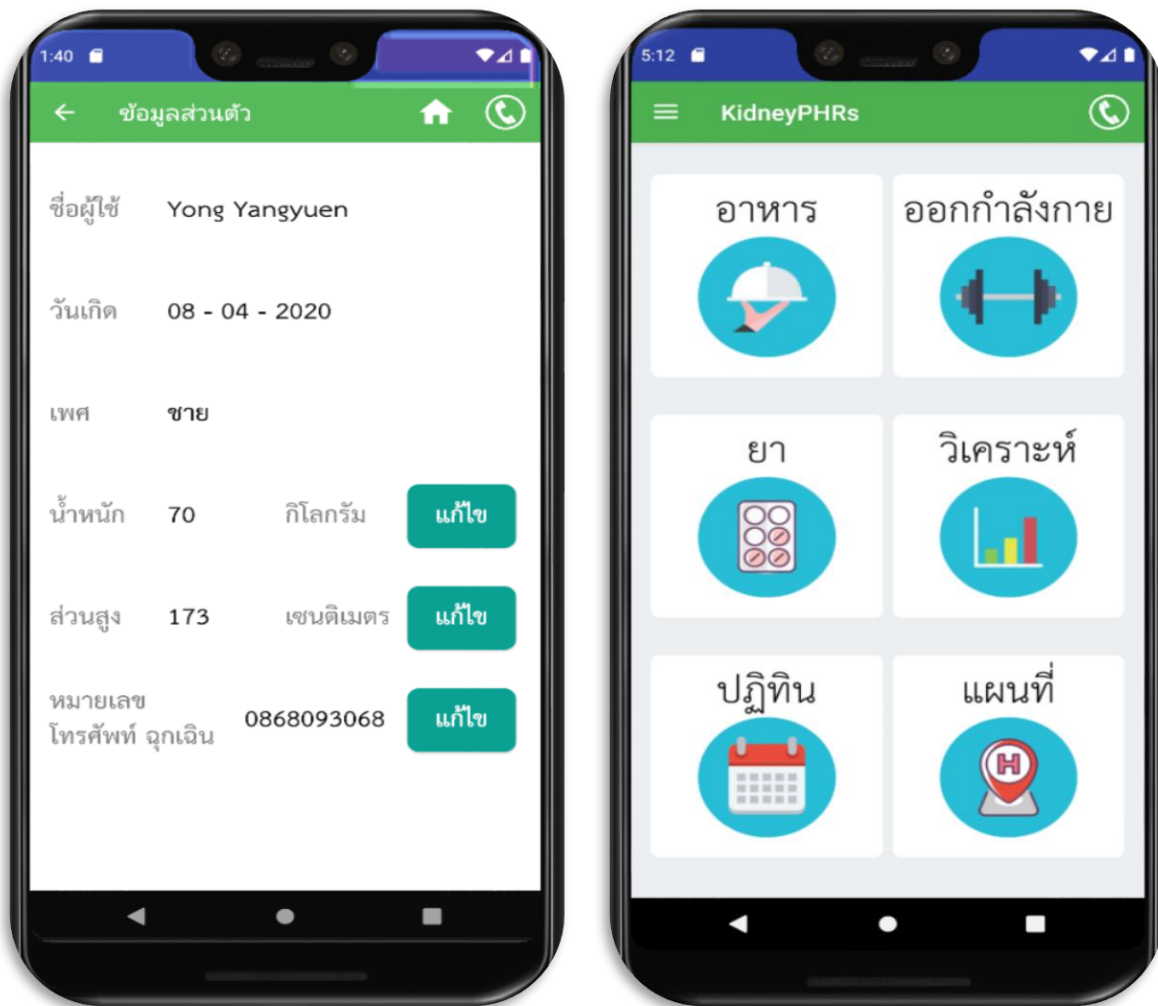 1:40
ข้อมูลส่วนตัว
ชื่อผู้ใช้ Yong Yangyuen
วันเกิด 08 - 04 - 2020
เพศ ชาย
น้ำหนัก 70 กิโลกรัม แก้ไข
ส่วนสูง 173 เซนติเมตร แก้ไข
หมายเลข
โทรศัพท์ ฉุกเฉิน 0868093068 แก้ไข
5:12
KidneyPHRs
อาหาร ออกกำลังกาย
ยา วิเคราะห์
ปฏิทิน แผนที่
H